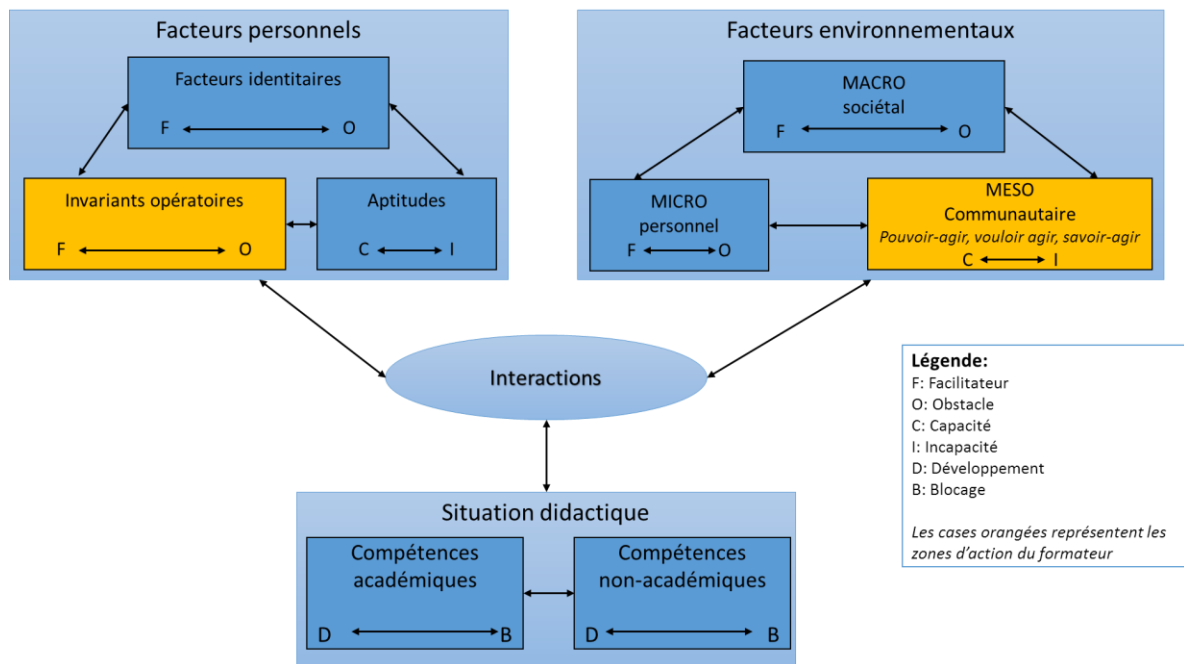 Facteurs personnels
Facteurs identitaires
F O
Invariants opératoires
F O
Aptitudes
C I
Facteurs environnementaux
MACRO
sociétal
F O
MICRO
personnel
F O
MESO
Communautaire
Pouvoir-agir, vouloir agir, savoir-agir
C I
Interactions
Situation didactique
Compétences
académiques
D B
Compétences
non-académiques
D B
Légende:
F: Facilitateur
O: Obstacle
C: Capacité
I: Incapacité
D: Développement
B: Blocage
Les cases orangées représentent les
zones d'action du formateur